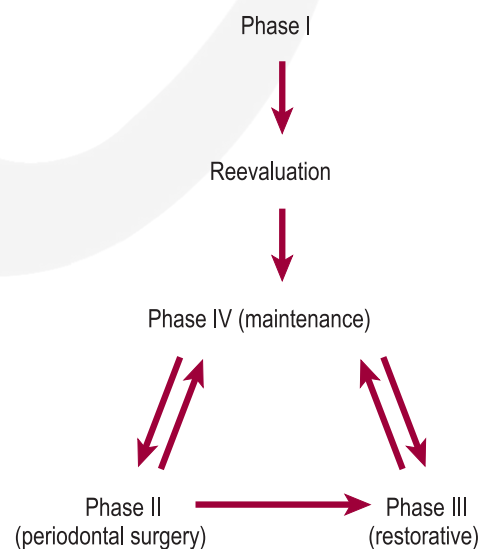 Phase I
Reevaluation
Phase IV (maintenance)
Phase II
(periodontal surgery)
Phase III
(restorative)